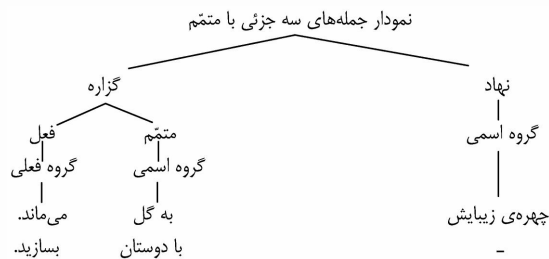 نمودار جمله‌های سه جزئی با متمّم
نهاد گزاره
متمّم فعل
گروه اسمی گروه اسمی گروه فعلی
چهره‌ی زیبایش به گل می‌ماند.
– با دوستان بسازید.